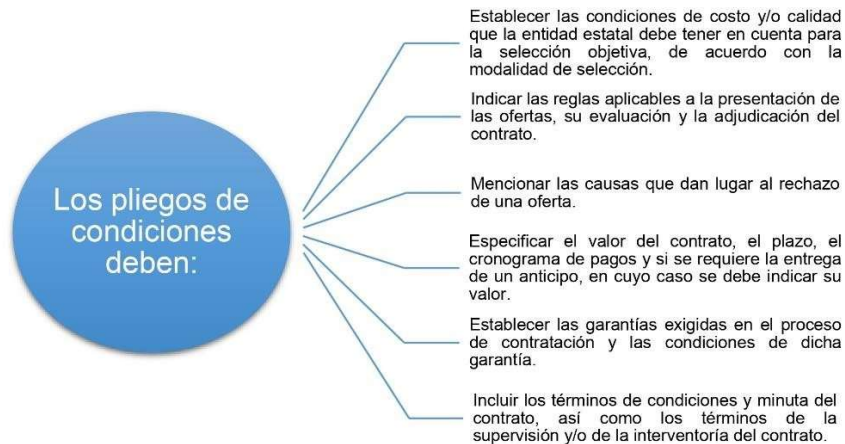 Establecer las condiciones de costo y/o calidad
que la entidad estatal debe tener en cuenta para
la selección objetiva, de acuerdo con la
modalidad de selección.
Indicar las reglas aplicables a la presentación de
las ofertas, su evaluación y la adjudicación del
contrato.
Los pliegos de
condiciones
deben:
Mencionar las causas que dan lugar al rechazo
de una oferta.
Especificar el valor del contrato, el plazo, el
cronograma de pagos y si se requiere la entrega
de un anticipo, en cuyo caso se debe indicar su
valor.
Establecer las garantías exigidas en el proceso
de contratación y las condiciones de dicha
garantía.
Incluir los términos de condiciones y minuta del
contrato, así como los términos de la
supervisión y/o de la interventoría del contrato.